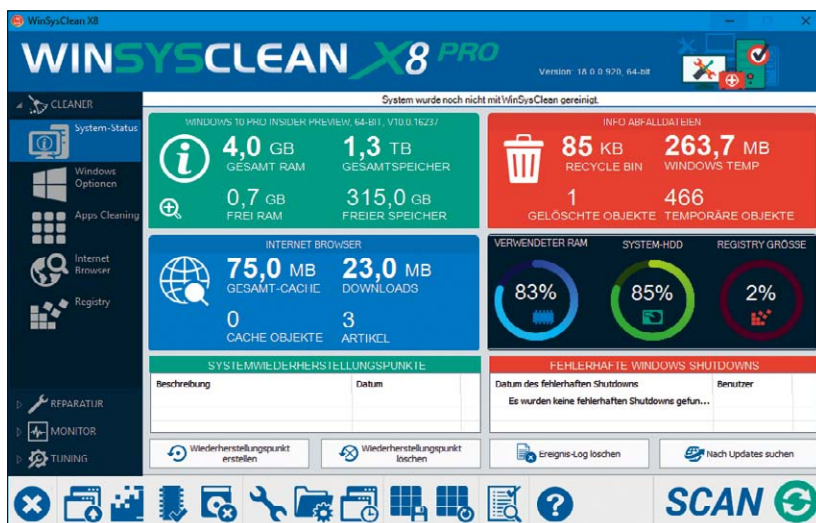 WinSysClean X8
WINSYSCLEAN X8 PRO
Version: 18.0.0.920, 64-bit
CLEANER
System wurde noch nicht mit WinSysClean gereinigt.
System-Status
Windows
Optionen
Apps Cleaning
Internet
Browser
Registry
REPARATUR
MONITOR
TUNING
WINDOWS 10 PRO INSIDER PREVIEW, 64-BIT, V10.0.16237
4,0 GB
GESAMT RAM
1,3 TB
GESAMTSPEICHER
0,7 GB
FREI RAM
315,0 GB
FREIER SPEICHER
INFO ABFALLDATEIEN
85 KB
RECYCLE BIN
263,7 MB
WINDOWS TEMP
1
GELÖSCHTE OBJEKTE
466
TEMPORÄRE OBJEKTE
INTERNET BROWSER
75,0 MB
GESAMT-CACHE
23,0 MB
DOWNLOADS
0
CACHE OBJEKTE
3
ARTIKEL
VERWENDETER RAM
83%
SYSTEM-HDD
85%
REGISTRY GRÖSSE
2%
SYSTEMWIEDERHERSTELLUNGSPUNKTE
Beschreibung Datum
FEHLERHAFTE WINDOWS SHUTDOWNS
Datum des fehlerhaften Shutdowns Benutzer
Es wurden keine fehlerhaften Shutdowns gefun...
Wiederherstellungspunkt
erstellen
Wiederherstellungspunkt
löschen
Ereignis-Log löschen
Nach Updates suchen
SCAN